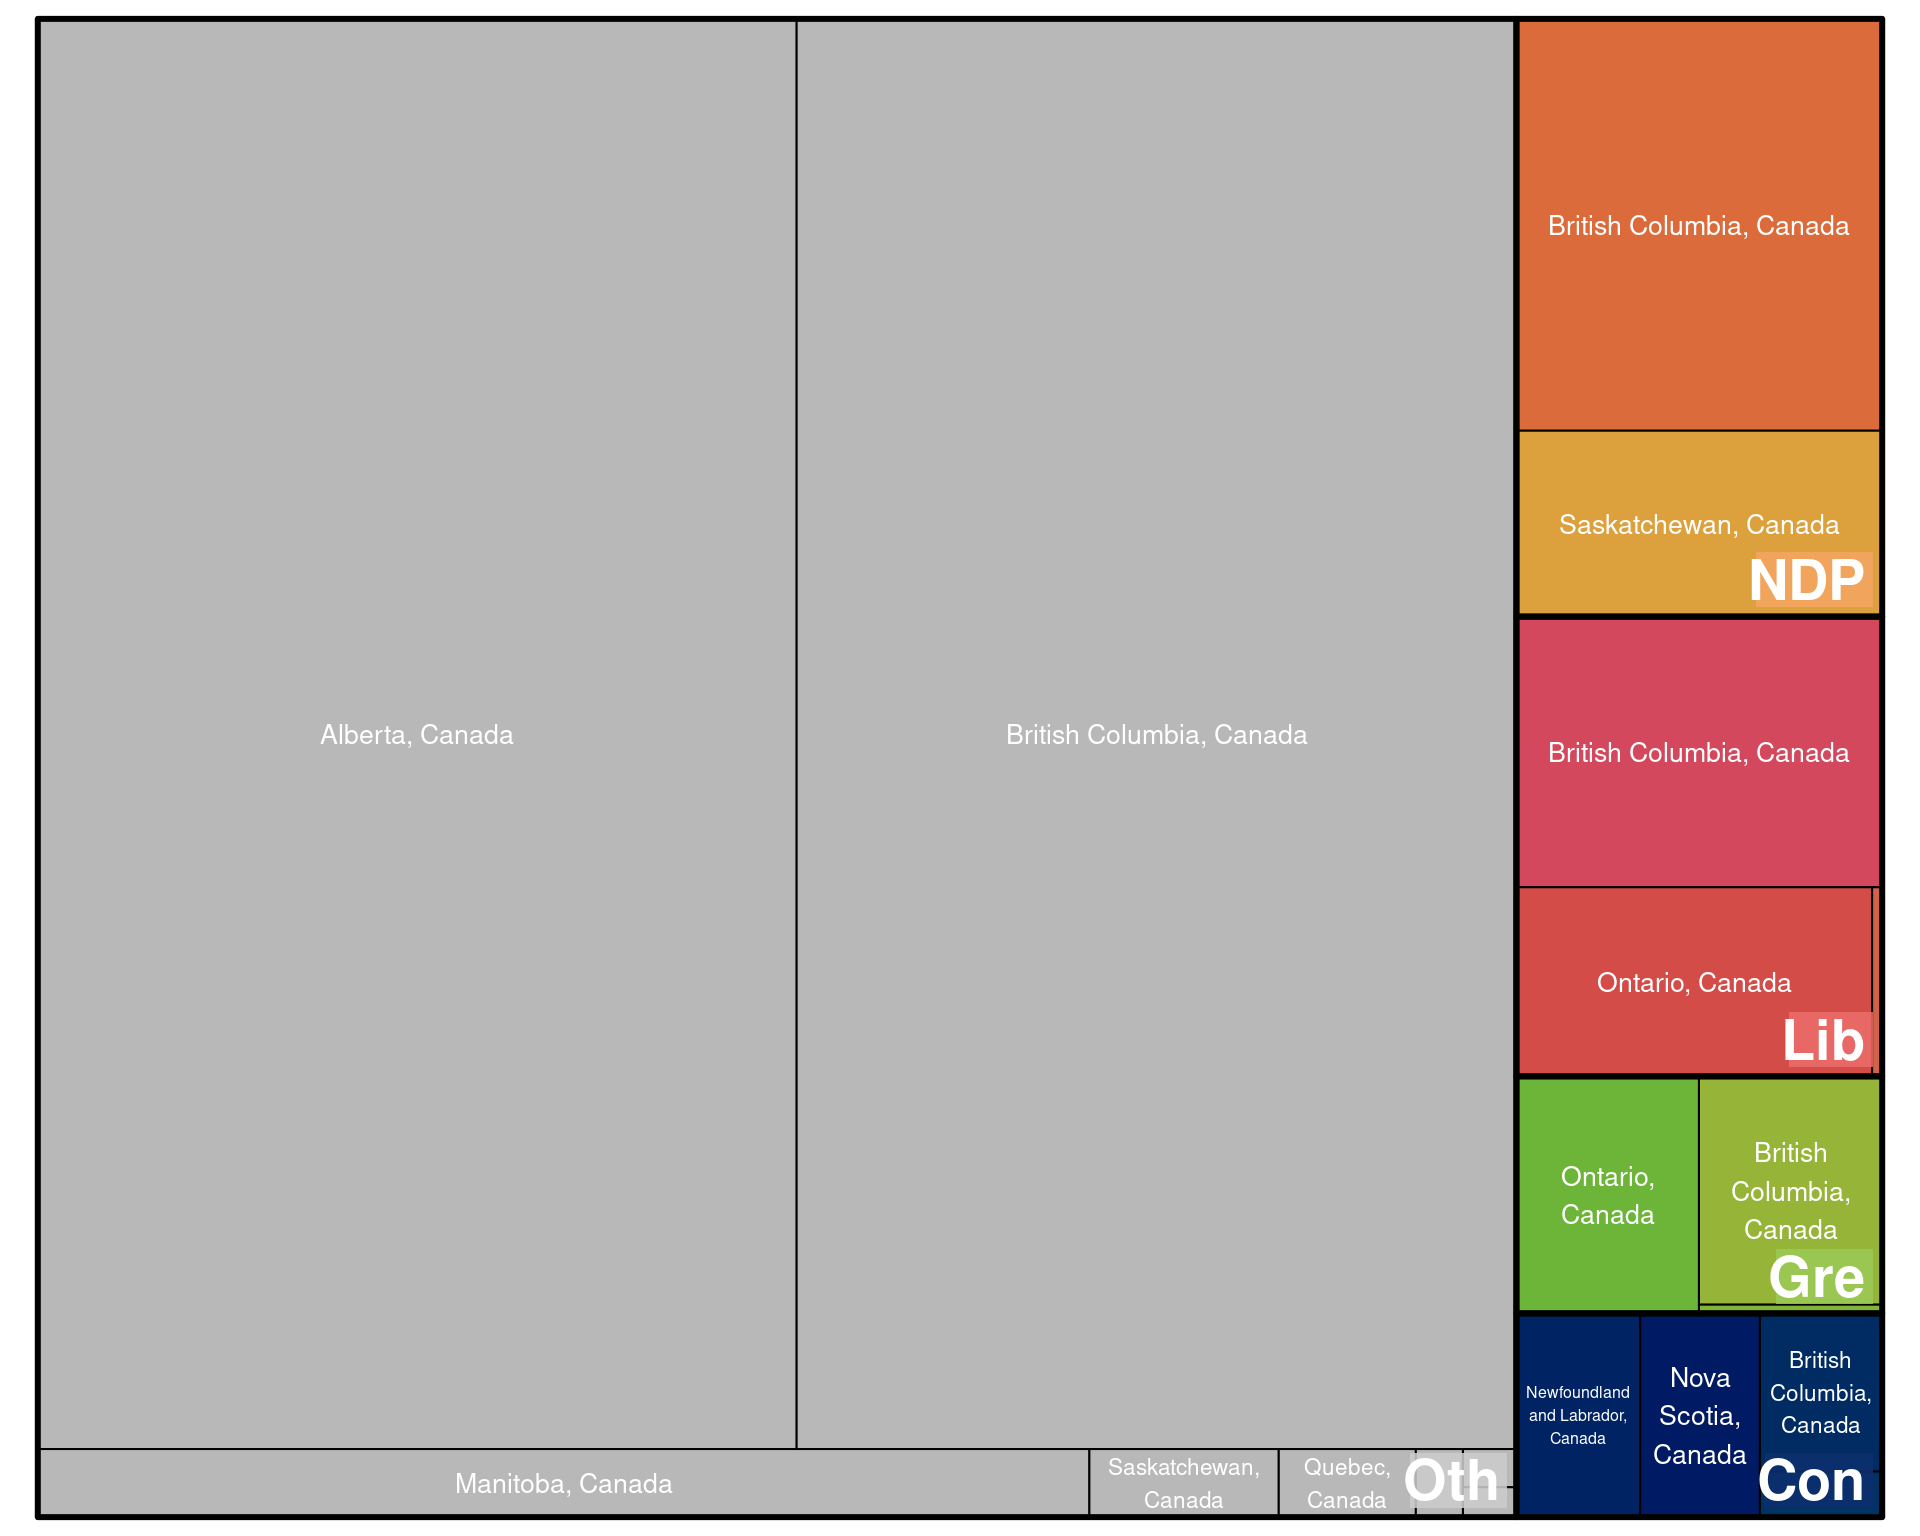 Alberta, Canada
British Columbia, Canada
Manitoba, Canada
Saskatchewan,
Canada
Quebec,
Canada
Oth
British Columbia, Canada
Saskatchewan, Canada
NDP
British Columbia, Canada
Ontario, Canada
Lib
Ontario,
Canada
British
Columbia,
Canada
Gre
Newfoundland
and Labrador,
Canada
Nova
Scotia,
Canada
British
Columbia,
Canada
Con